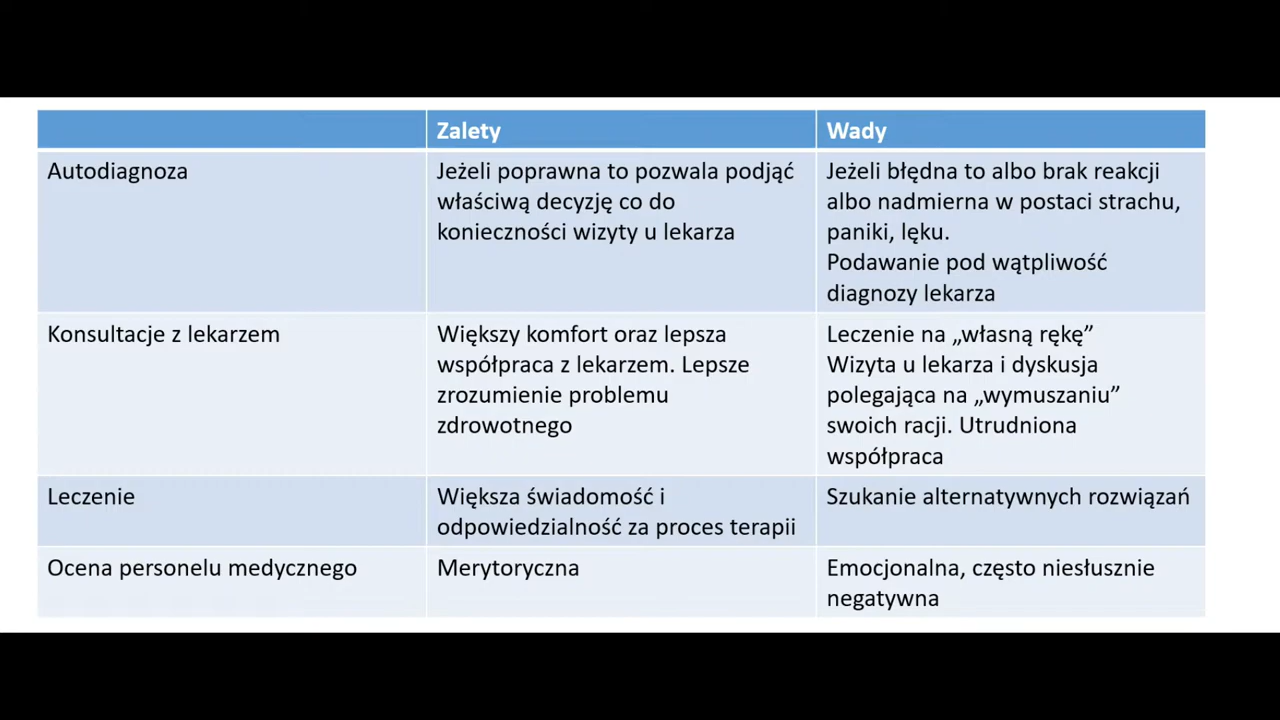 Zalety
Wady
Autodiagnoza
Jeżeli poprawna to pozwala podjąć
właściwą decyzję co do
konieczności wizyty u lekarza
Jeżeli błędna to albo brak reakcji
albo nadmierna w postaci strachu,
paniki, lęku.
Podawanie pod wątpliwość
diagnozy lekarza
Konsultacje z lekarzem
Większy komfort oraz lepsza
współpraca z lekarzem. Lepsze
zrozumienie problemu
zdrowotnego
Leczenie na „własną rękę”
Wizyta u lekarza i dyskusja
polegająca na „wymuszaniu”
swoich racji. Utrudniona
współpraca
Leczenie
Większa świadomość i
odpowiedzialność za proces terapii
Szukanie alternatywnych rozwiązań
Ocena personelu medycznego
Merytoryczna
Emocjonalna, często niesłusznie
negatywna